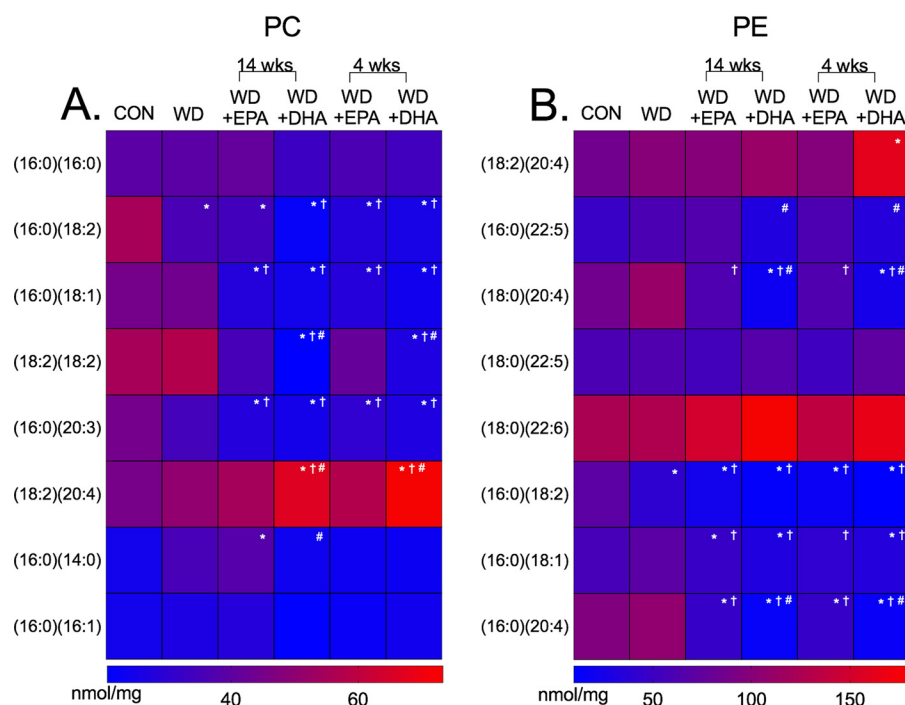 PC
PE
14 wks
4 wks
14 wks
4 wks
A.
CON
WD
WD
+EPA
WD
+DHA
WD
+EPA
WD
+DHA
B.
CON
WD
WD
+EPA
WD
+DHA
WD
+EPA
WD
+DHA
(16:0)(16:0)
(16:0)(18:2) * * *† *† *†
(16:0)(18:1) *† *† *† *†
(18:2)(18:2) *†# *†#
(16:0)(20:3) *† *† *† *†
(18:2)(20:4) *†# *†#
(16:0)(14:0) * #
(16:0)(16:1)
nmol/mg 40 60
(18:2)(20:4) *
(16:0)(22:5) # #
(18:0)(20:4) † *†# † *†#
(18:0)(22:5)
(18:0)(22:6)
(16:0)(18:2) * *† *† *† *†
(16:0)(18:1) *† *† † *†
(16:0)(20:4) *† *†# *† *†#
nmol/mg 50 100 150